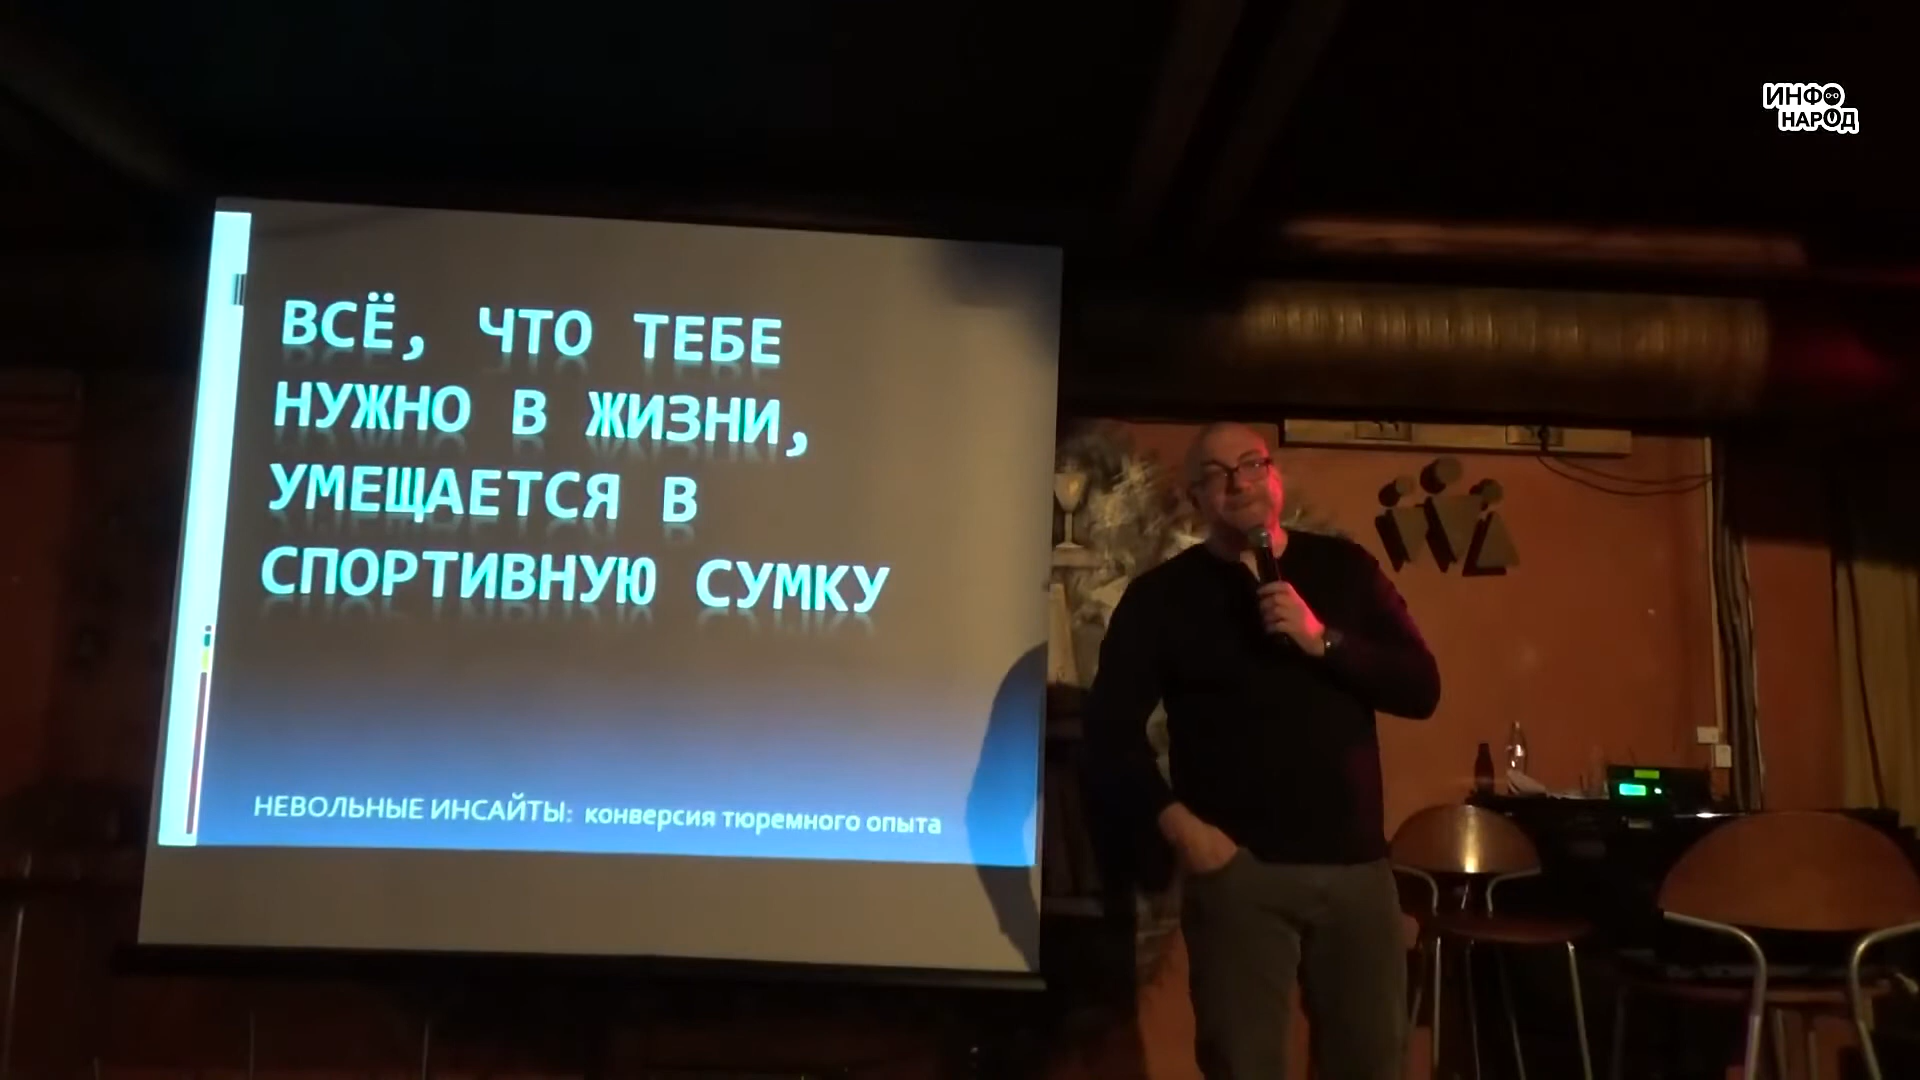 ИНФО
НАРОД
ВСЁ, ЧТО ТЕБЕ
НУЖНО В ЖИЗНИ,
УМЕЩАЕТСЯ В
СПОРТИВНУЮ СУМКУ
НЕВОЛЬНЫЕ ИНСАЙТЫ: конверсия тюремного опыта